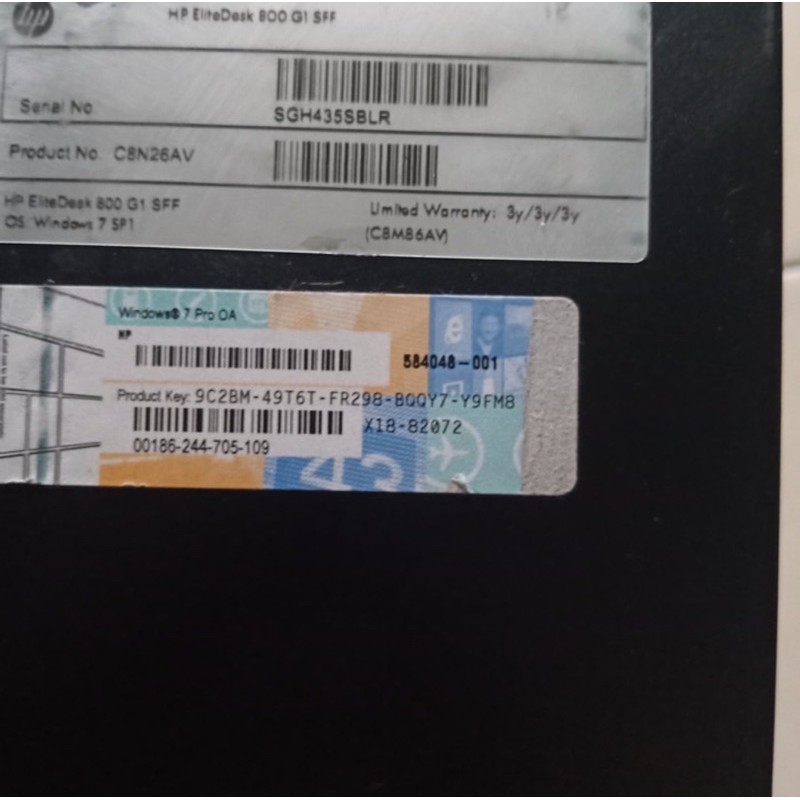 hp
HP EliteDesk 800 G1 SFF
Serial No
SGH435SBLR
Product No. C8N26AV
HP EliteDesk 800 G1 SFF
OS: Windows 7 SP1
Limited Warranty: 3y/3y/3y
(C8M86AV)
Windows® 7 Pro OA
HP
584048-001
Product Key: 9C2BM-49T6T-FR298-BQQY7-Y9FM8
X18-82072
00186-244-705-109